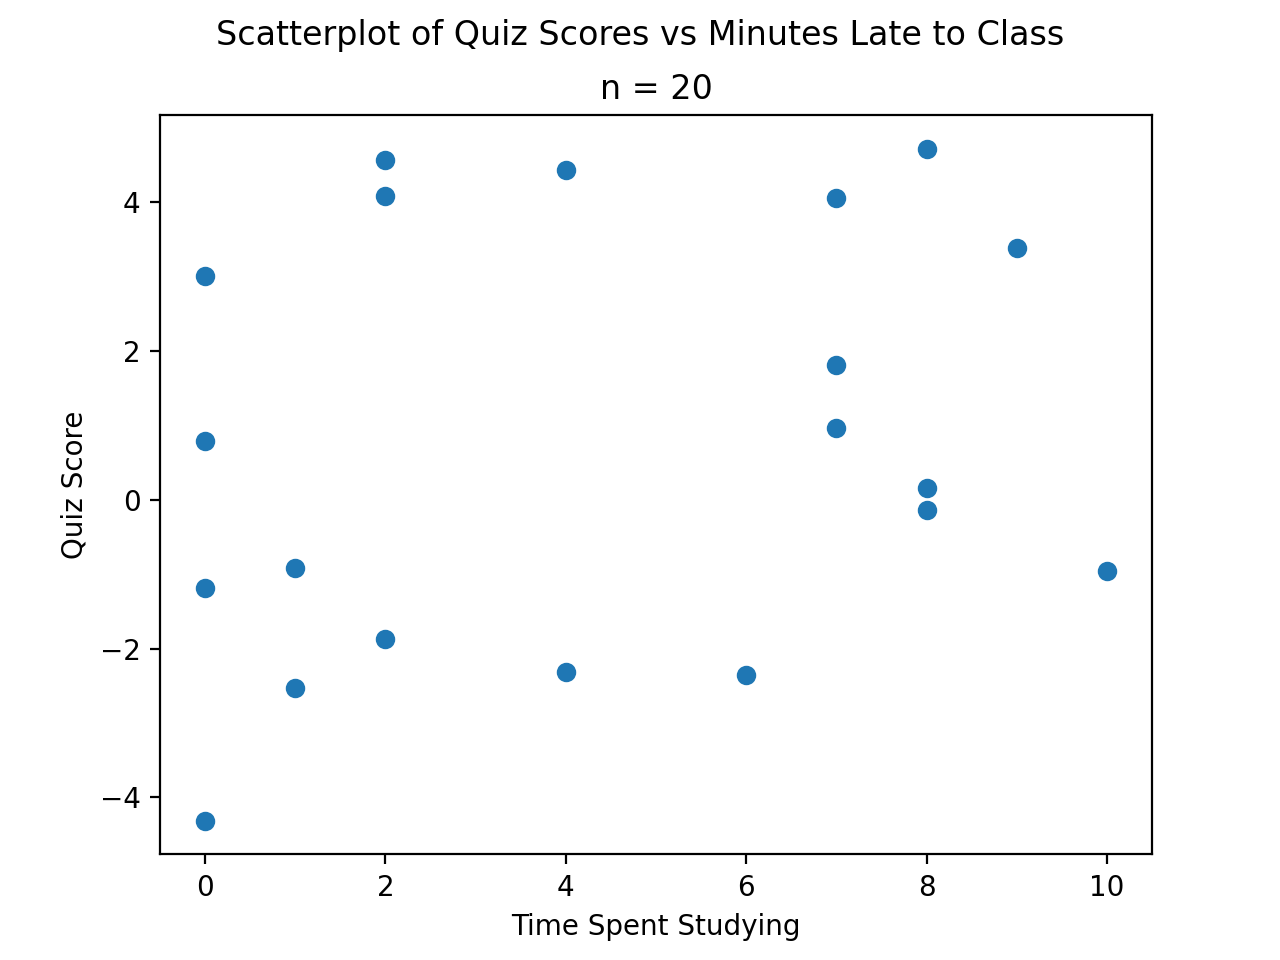 Scatterplot of Quiz Scores vs Minutes Late to Class
n = 20
4
2
0
−2
−4
Quiz Score
0 2 4 6 8 10
Time Spent Studying